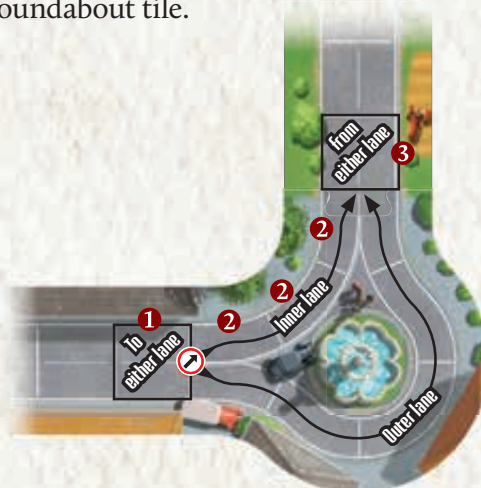 oundabout tile.
from
either lane
3
2
2
Inner lane
1
2
To
either lane
Outer lane